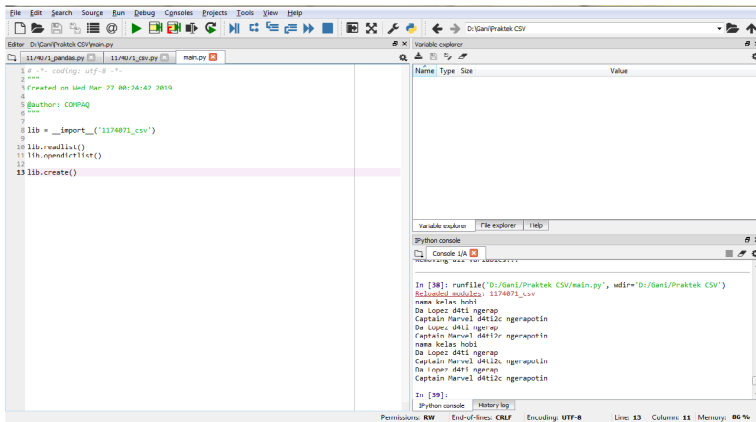 File Edit Search Source Run Debug Consoles Projects Tools View Help
D:\Gani\Praktek CSV
Editor - D:\Gani\Praktek CSV\main.py
1174071_pandas.py 1174071_csv.py main.py
1 # -*- coding: utf-8 -*-
2 """
3 Created on Wed Mar 27 00:24:42 2019
4
5 @author: COMPAQ
6 """
7
8 lib = __import__('1174071_csv')
9
10 lib.readlist()
11 lib.opendictlist()
12
13 lib.create()
Variable explorer
Name Type Size Value
Variable explorer File explorer Help
IPython console
Console 1/A
Removing all variables...
In [38]: runfile('D:/Gani/Praktek CSV/main.py', wdir='D:/Gani/Praktek CSV')
Reloaded modules: 1174071_csv
nama kelas hobi
Da Lopez d4ti ngerap
Captain Marvel d4ti2c ngerapotin
Da Lopez d4ti ngerap
Captain Marvel d4ti2c ngerapotin
nama kelas hobi
Da Lopez d4ti ngerap
Captain Marvel d4ti2c ngerapotin
Da Lopez d4ti ngerap
Captain Marvel d4ti2c ngerapotin
In [39]:
IPython console History log
Permissions: RW End-of-lines: CRLF Encoding: UTF-8 Line: 13 Column: 11 Memory: 86 %